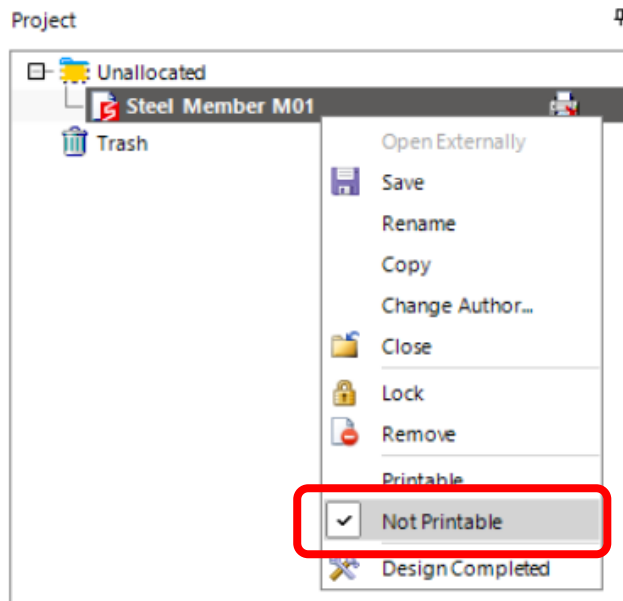 Project
Unallocated
Steel Member M01
Trash
Open Externally
Save
Rename
Copy
Change Author...
Close
Lock
Remove
Printable
Not Printable
Design Completed